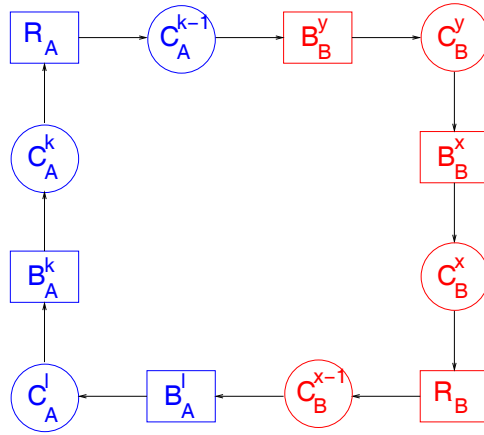 R_A C_A^{k−1} B_B^y C_B^y
C_A^k B_B^x
B_A^k C_B^x
C_A^l B_A^l C_B^{x−1} R_B